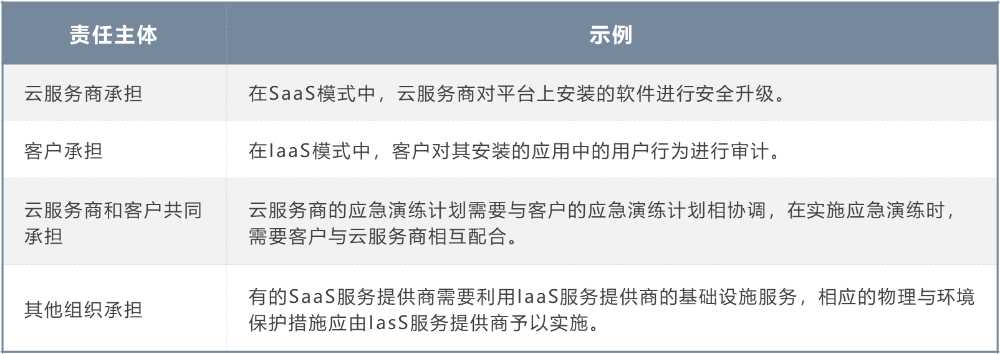 责任主体
示例
云服务商承担
在SaaS模式中，云服务商对平台上安装的软件进行安全升级。
客户承担
在IaaS模式中，客户对其安装的应用中的用户行为进行审计。
云服务商和客户共同
承担
云服务商的应急演练计划需要与客户的应急演练计划相协调，在实施应急演练时，
需要客户与云服务商相互配合。
其他组织承担
有的SaaS服务提供商需要利用IaaS服务提供商的基础设施服务，相应的物理与环境
保护措施应由IasS服务提供商予以实施。